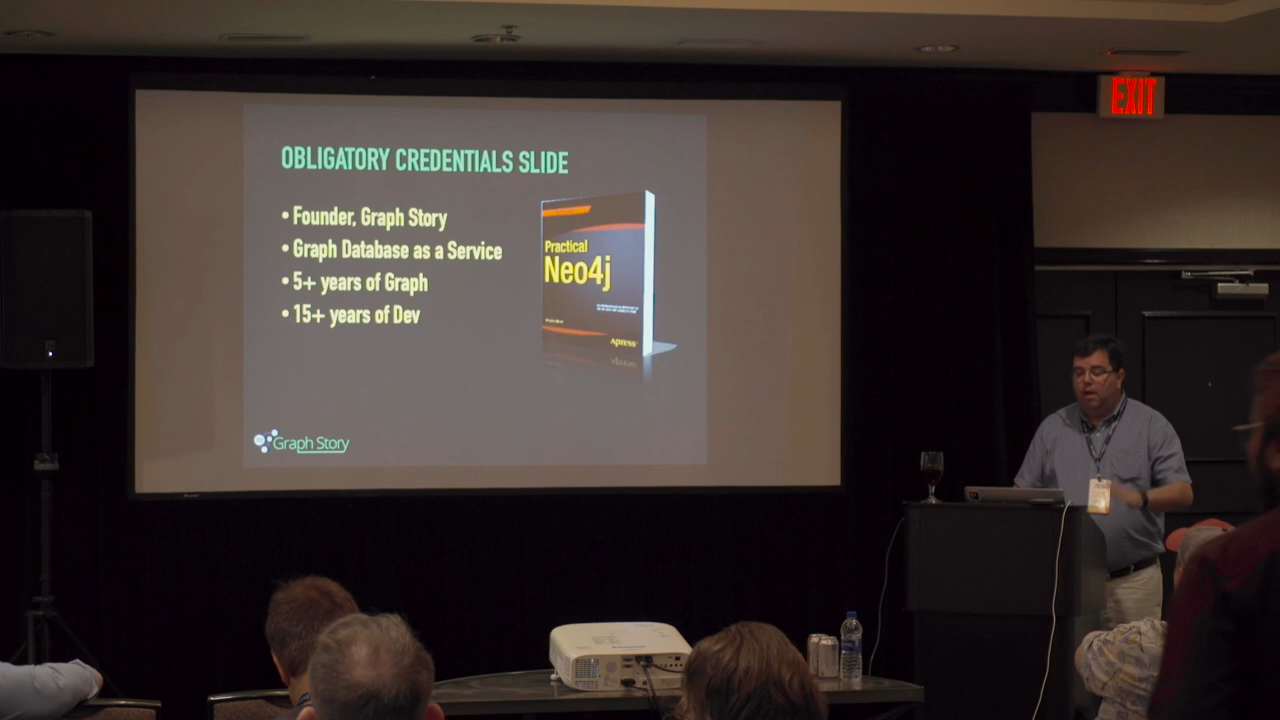 EXIT
OBLIGATORY CREDENTIALS SLIDE
• Founder, Graph Story
• Graph Database as a Service
• 5+ years of Graph
• 15+ years of Dev
Practical
Neo4j
Apress
Graph Story